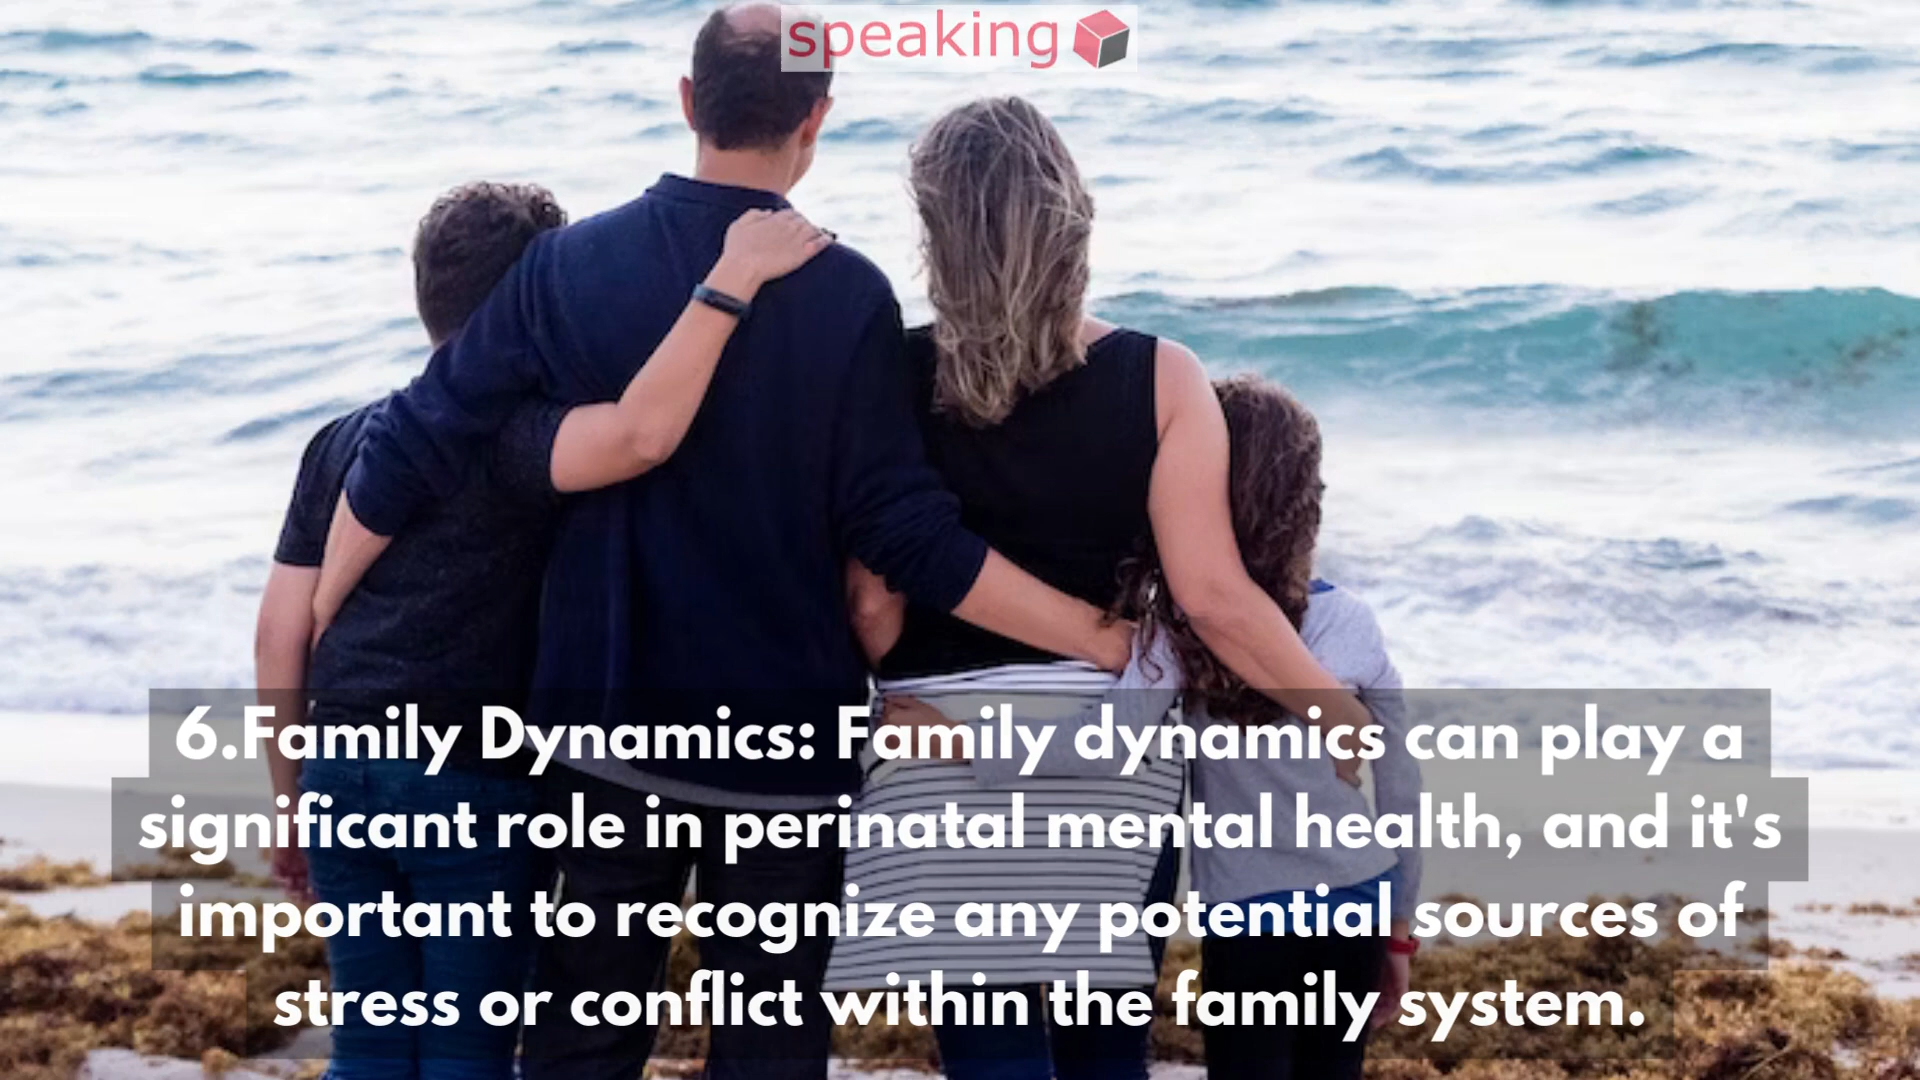 speaking
6.Family Dynamics: Family dynamics can play a
significant role in perinatal mental health, and it's
important to recognize any potential sources of
stress or conflict within the family system.